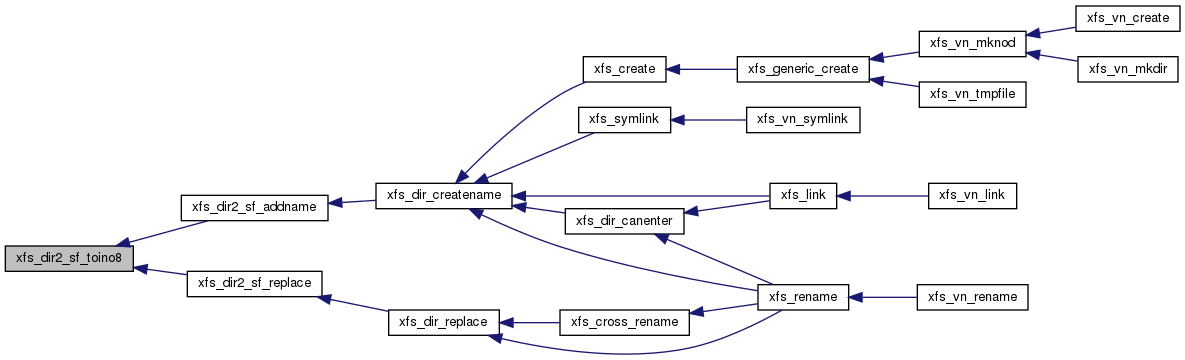 xfs_vn_create
xfs_vn_mknod
xfs_create
xfs_generic_create
xfs_vn_mkdir
xfs_vn_tmpfile
xfs_symlink
xfs_vn_symlink
xfs_dir_createname
xfs_link
xfs_vn_link
xfs_dir2_sf_addname
xfs_dir_canenter
xfs_dir2_sf_toino8
xfs_dir2_sf_replace
xfs_rename
xfs_vn_rename
xfs_dir_replace
xfs_cross_rename